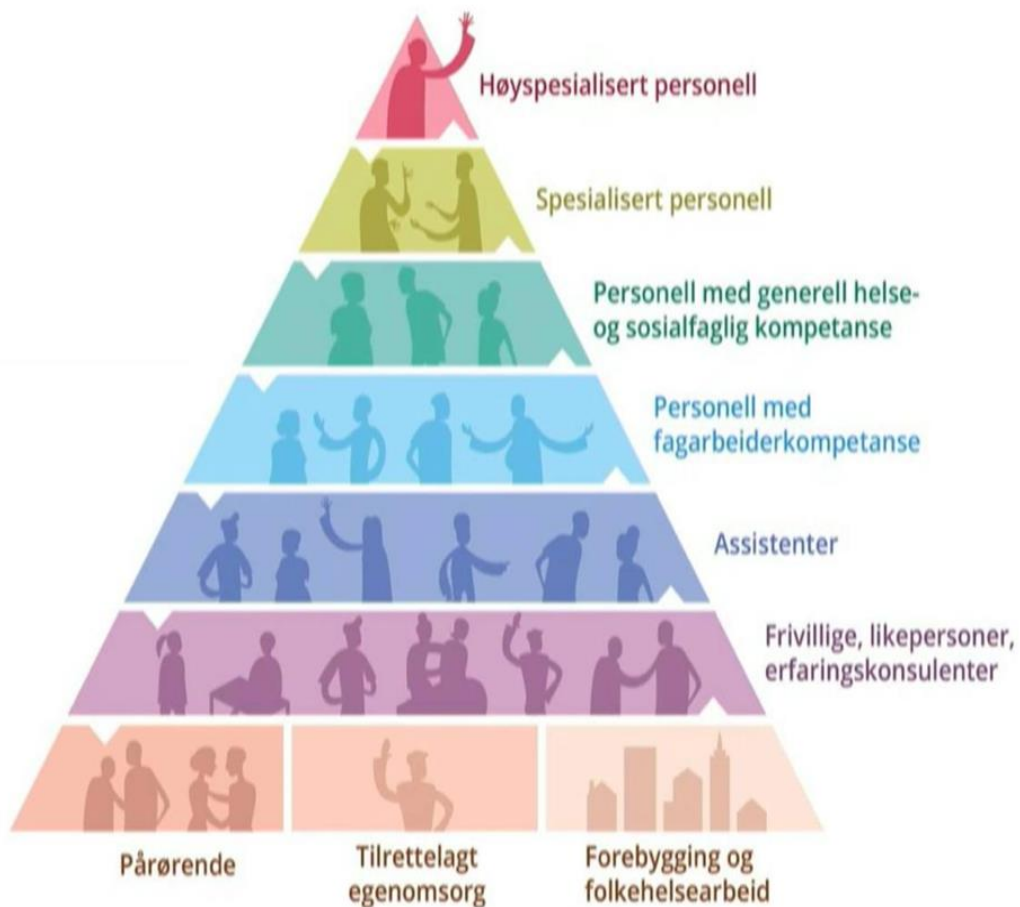 Høyspesialisert personell
Spesialisert personell
Personell med generell helse-
og sosialfaglig kompetanse
Personell med
fagarbeiderkompetanse
Assistenter
Frivillige, likepersoner,
erfaringskonsulenter
Pårørende
Tilrettelagt
egenomsorg
Forebygging og
folkehelsearbeid